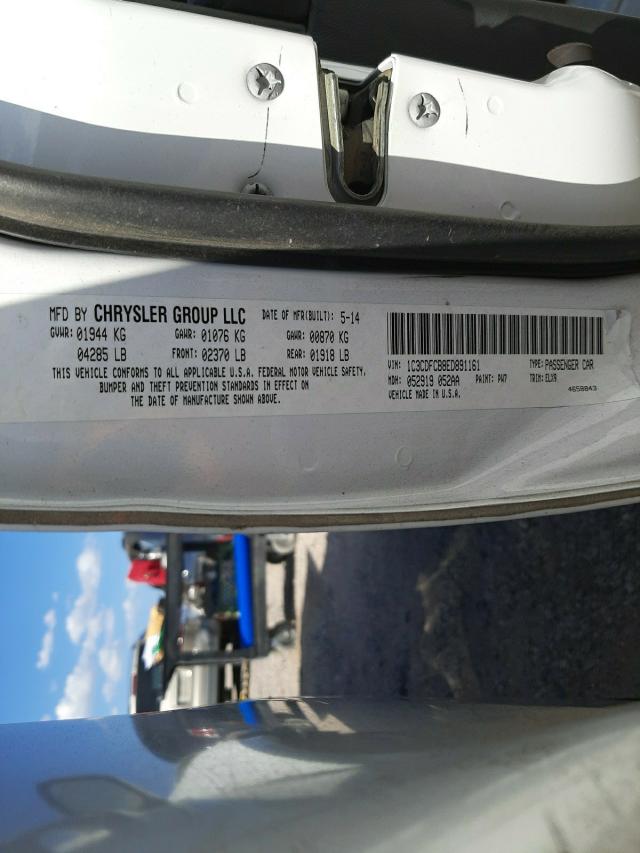 MFD BY CHRYSLER GROUP LLC DATE OF MFR(BUILT): 5-14
GVWR: 01944 KG GAWR: 01076 KG GAWR: 00870 KG
04285 LB FRONT: 02370 LB REAR: 01918 LB
THIS VEHICLE CONFORMS TO ALL APPLICABLE U.S.A. FEDERAL MOTOR VEHICLE SAFETY,
BUMPER AND THEFT PREVENTION STANDARDS IN EFFECT ON
THE DATE OF MANUFACTURE SHOWN ABOVE.
VIN: 1C3CDFCB8ED891161 TYPE: PASSENGER CAR
MDH: 052919 052AA PAINT: PW7 TRIM: ELX9
VEHICLE MADE IN U.S.A. 4658843